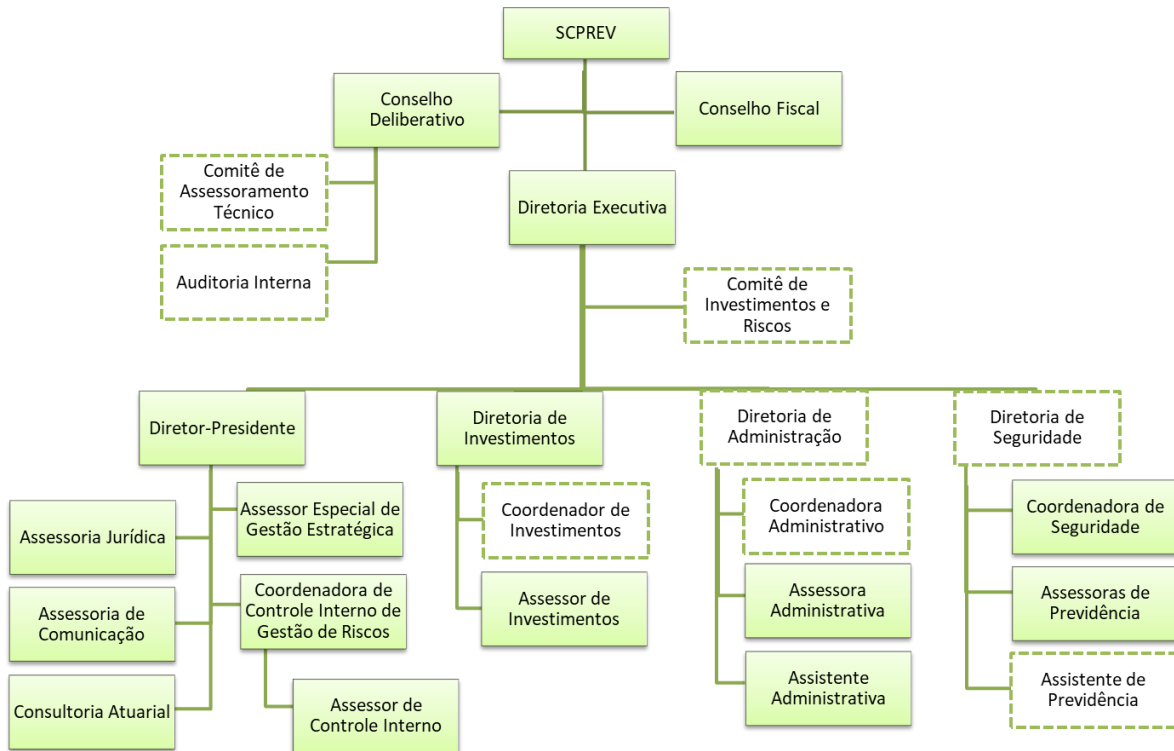 SCPREV
Conselho
Deliberativo
Conselho Fiscal
Comitê de
Assessoramento
Técnico
Diretoria Executiva
Auditoria Interna
Comitê de
Investimentos e
Riscos
Diretor-Presidente
Diretoria de
Investimentos
Diretoria de
Administração
Diretoria de
Seguridade
Assessoria Jurídica
Assessor Especial de
Gestão Estratégica
Coordenador de
Investimentos
Coordenadora
Administrativo
Coordenadora de
Seguridade
Assessoria de
Comunicação
Coordenadora de
Controle Interno de
Gestão de Riscos
Assessor de
Investimentos
Assessora
Administrativa
Assessoras de
Previdência
Consultoria Atuarial
Assessor de
Controle Interno
Assistente
Administrativa
Assistente de
Previdência